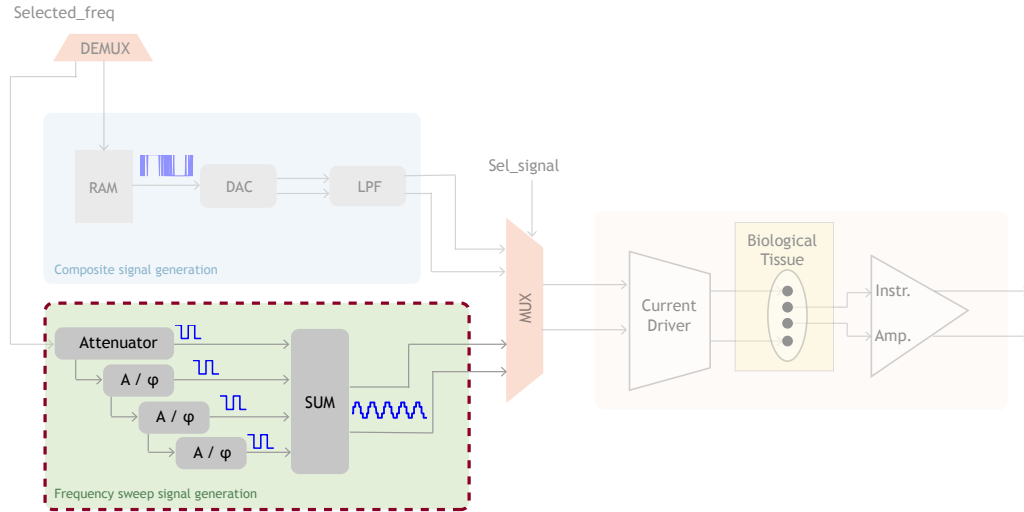 Selected_freq
DEMUX
RAM
DAC
LPF
Composite signal generation
Sel_signal
MUX
Current
Driver
Biological
Tissue
Instr.
Amp.
Attenuator
A / φ
A / φ
A / φ
SUM
Frequency sweep signal generation